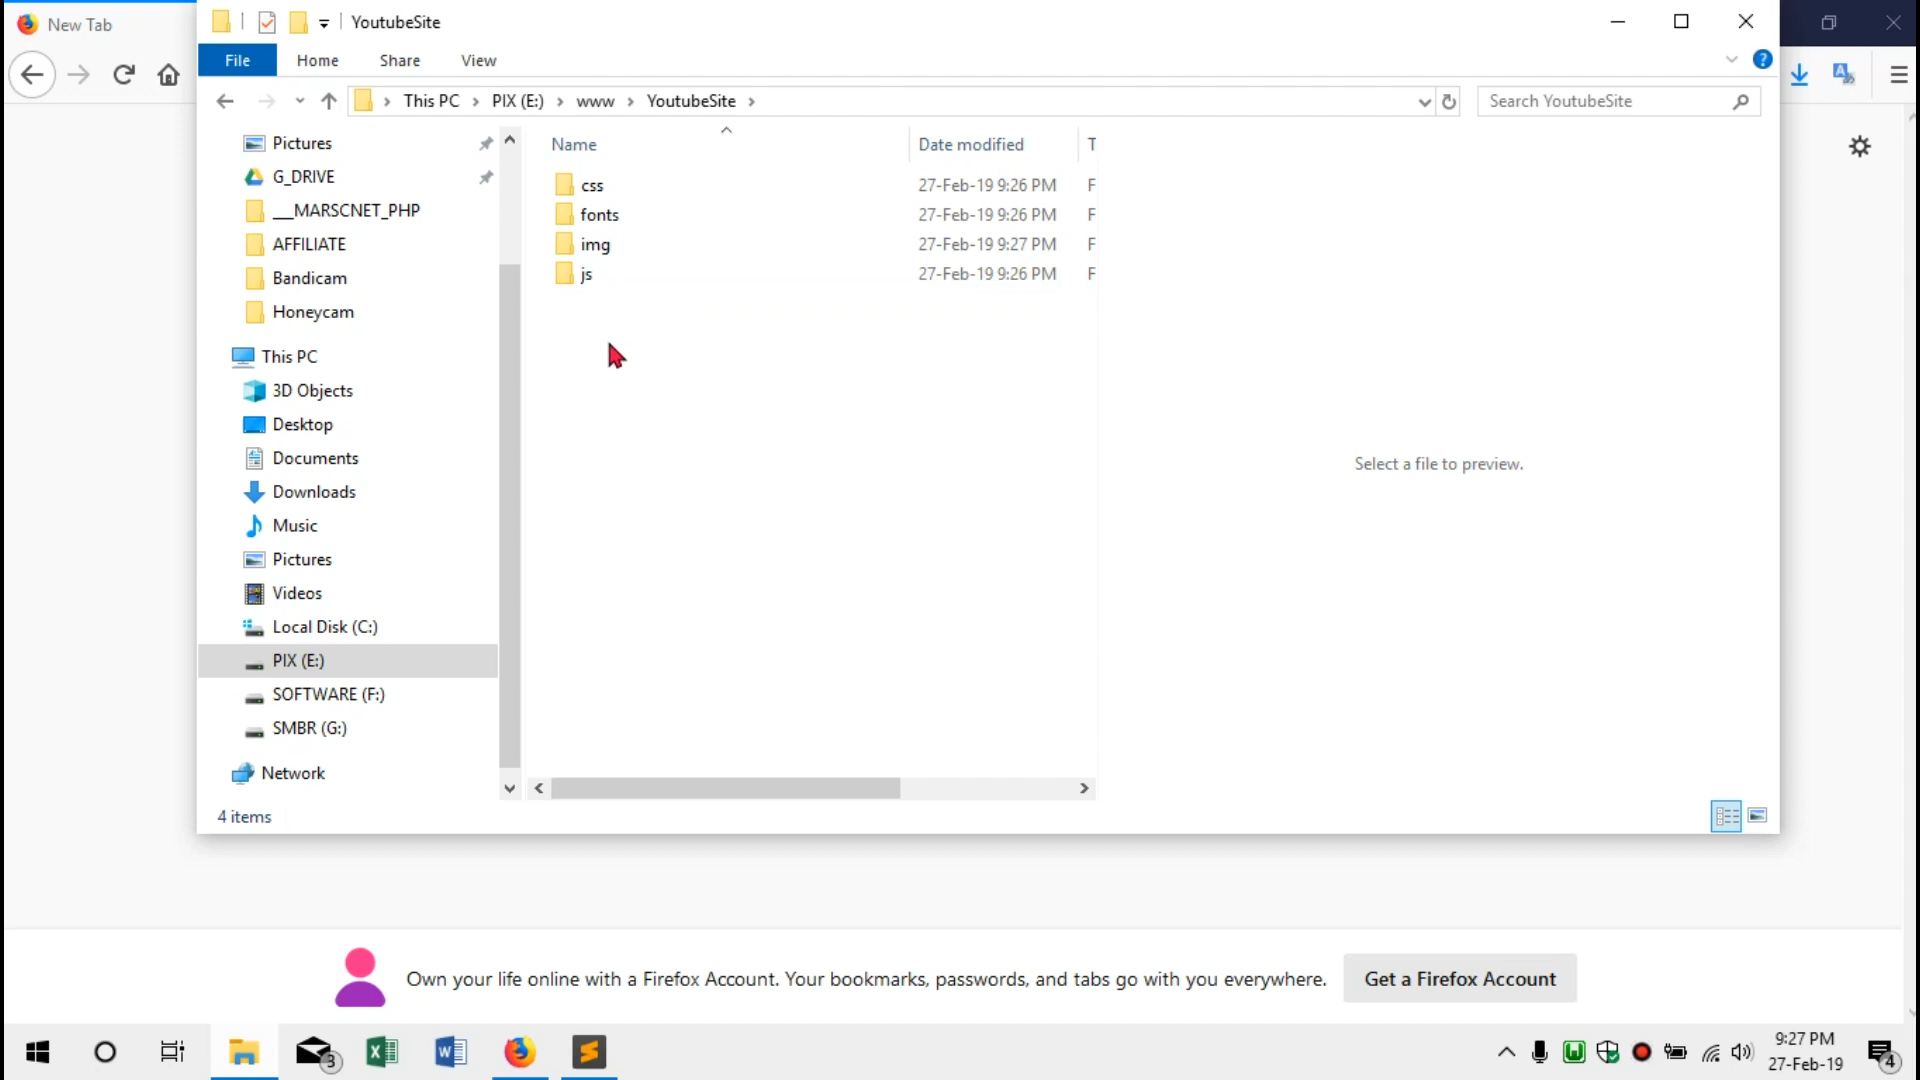 New Tab
YoutubeSite
File
Home
Share
View
This PC
PIX (E:)
www
YoutubeSite
Search YoutubeSite
Pictures
G_DRIVE
___MARSCNET_PHP
AFFILIATE
Bandicam
Honeycam
This PC
3D Objects
Desktop
Documents
Downloads
Music
Pictures
Videos
Local Disk (C:)
PIX (E:)
SOFTWARE (F:)
SMBR (G:)
Network
Name Date modified T
css 27-Feb-19 9:26 PM F
fonts 27-Feb-19 9:26 PM F
img 27-Feb-19 9:27 PM F
js 27-Feb-19 9:26 PM F
Select a file to preview.
4 items
Own your life online with a Firefox Account. Your bookmarks, passwords, and tabs go with you everywhere.
Get a Firefox Account
3
9:27 PM
27-Feb-19
4